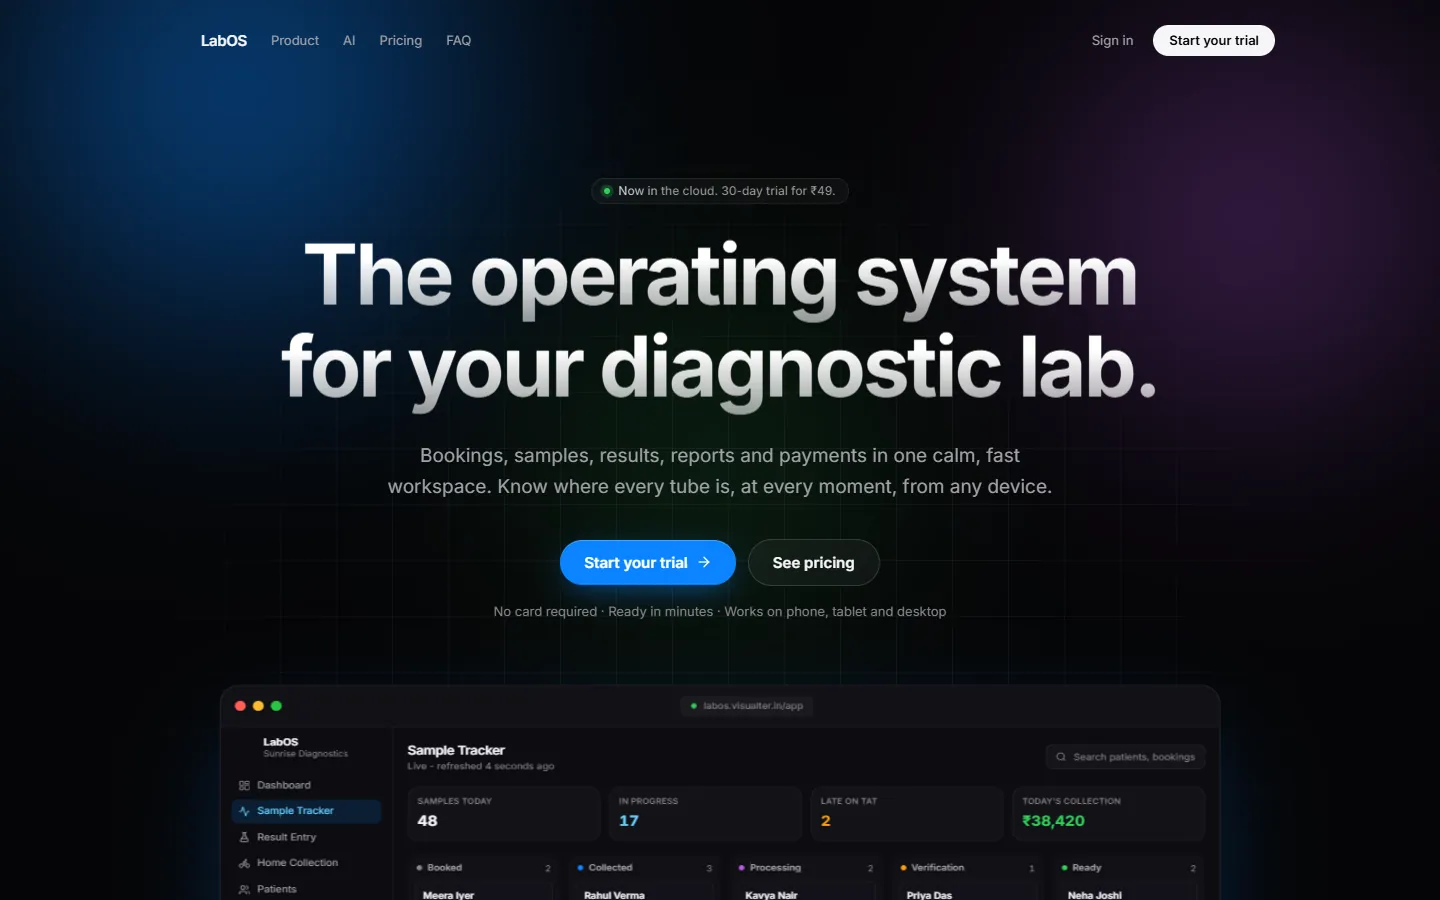 LabOS Product AI Pricing FAQ Sign in Start your trial
Now in the cloud. 30-day trial for ₹49.
The operating system
for your diagnostic lab.
Bookings, samples, results, reports and payments in one calm, fast
workspace. Know where every tube is, at every moment, from any device.
Start your trial → See pricing
No card required · Ready in minutes · Works on phone, tablet and desktop
labos.visualter.in/app
LabOS
Sunrise Diagnostics
Dashboard
Sample Tracker
Result Entry
Home Collection
Patients
Sample Tracker
Live - refreshed 4 seconds ago
Search patients, bookings
SAMPLES TODAY
48
IN PROGRESS
17
LATE ON TAT
2
TODAY'S COLLECTION
₹38,420
Booked 2
Meera Iyer
Collected 3
Rahul Verma
Processing 2
Kavya Nair
Verification 1
Priya Das
Ready 2
Neha Joshi